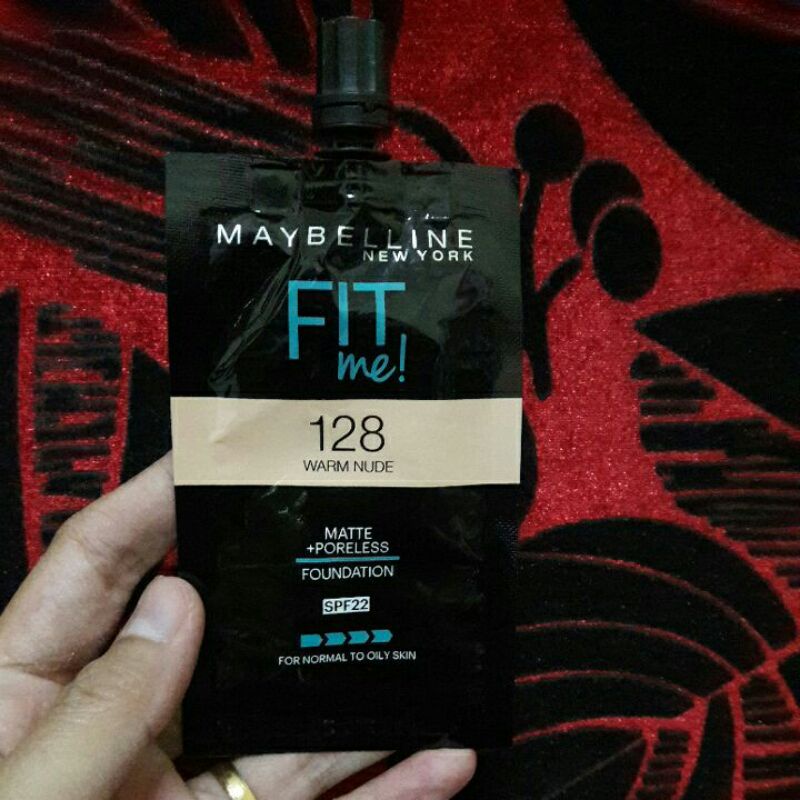 MAYBELLINE
NEW YORK
FIT
me!
128
WARM NUDE
MATTE
+PORELESS
FOUNDATION
SPF22
FOR NORMAL TO OILY SKIN